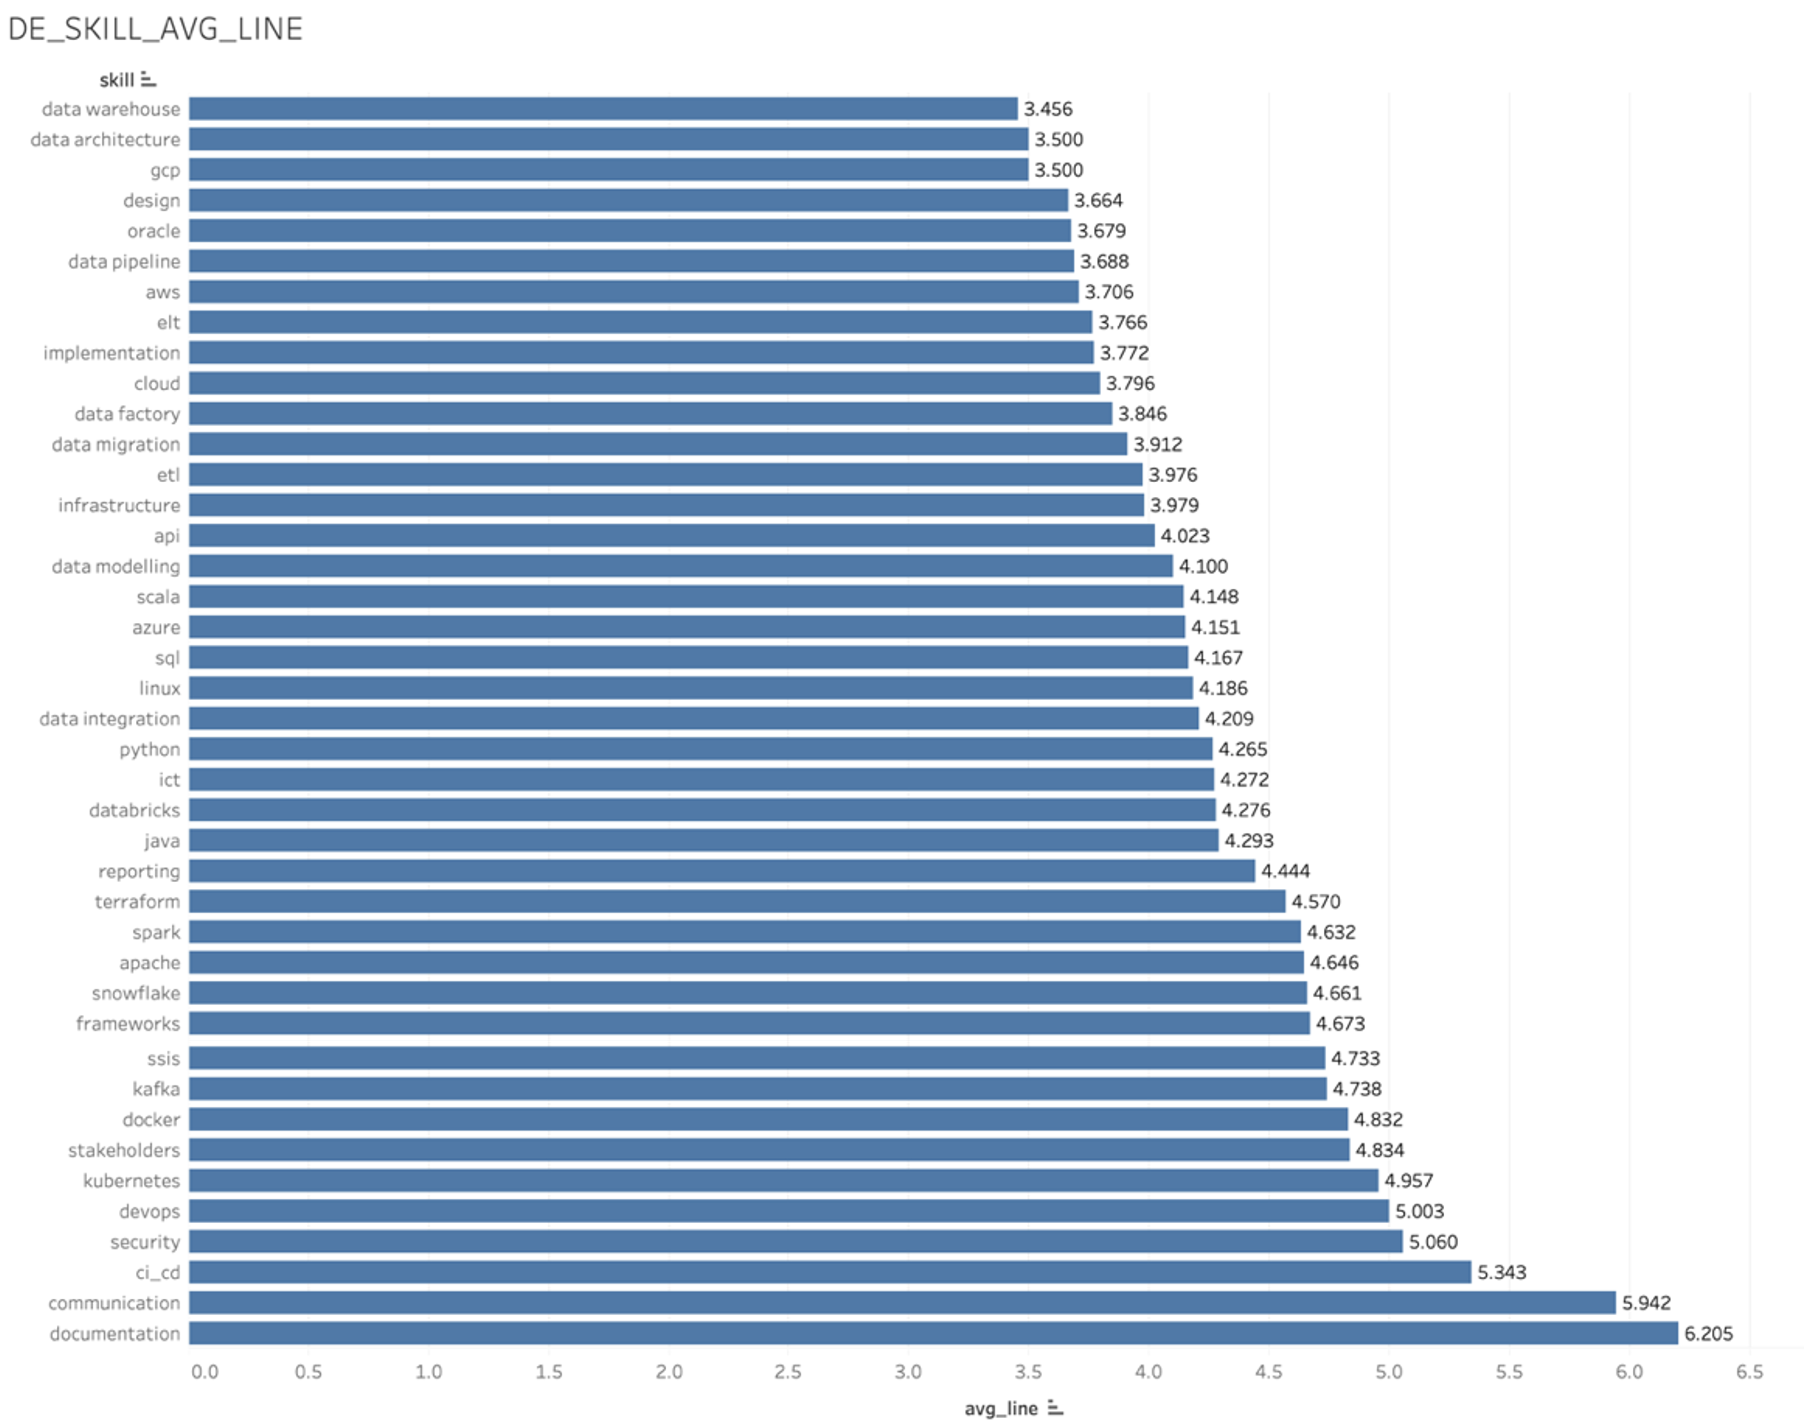 DE_SKILL_AVG_LINE
skill
data warehouse 3.456
data architecture 3.500
gcp 3.500
design 3.664
oracle 3.679
data pipeline 3.688
aws 3.706
elt 3.766
implementation 3.772
cloud 3.796
data factory 3.846
data migration 3.912
etl 3.976
infrastructure 3.979
api 4.023
data modelling 4.100
scala 4.148
azure 4.151
sql 4.167
linux 4.186
data integration 4.209
python 4.265
ict 4.272
databricks 4.276
java 4.293
reporting 4.444
terraform 4.570
spark 4.632
apache 4.646
snowflake 4.661
frameworks 4.673
ssis 4.733
kafka 4.738
docker 4.832
stakeholders 4.834
kubernetes 4.957
devops 5.003
security 5.060
ci_cd 5.343
communication 5.942
documentation 6.205
0.0 0.5 1.0 1.5 2.0 2.5 3.0 3.5 4.0 4.5 5.0 5.5 6.0 6.5
avg_line